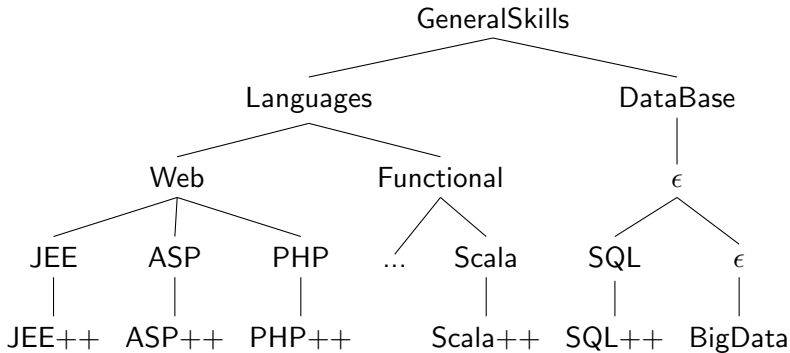 GeneralSkills
Languages DataBase
Web Functional ϵ
JEE ASP PHP ... Scala SQL ϵ
JEE++ ASP++ PHP++ Scala++ SQL++ BigData